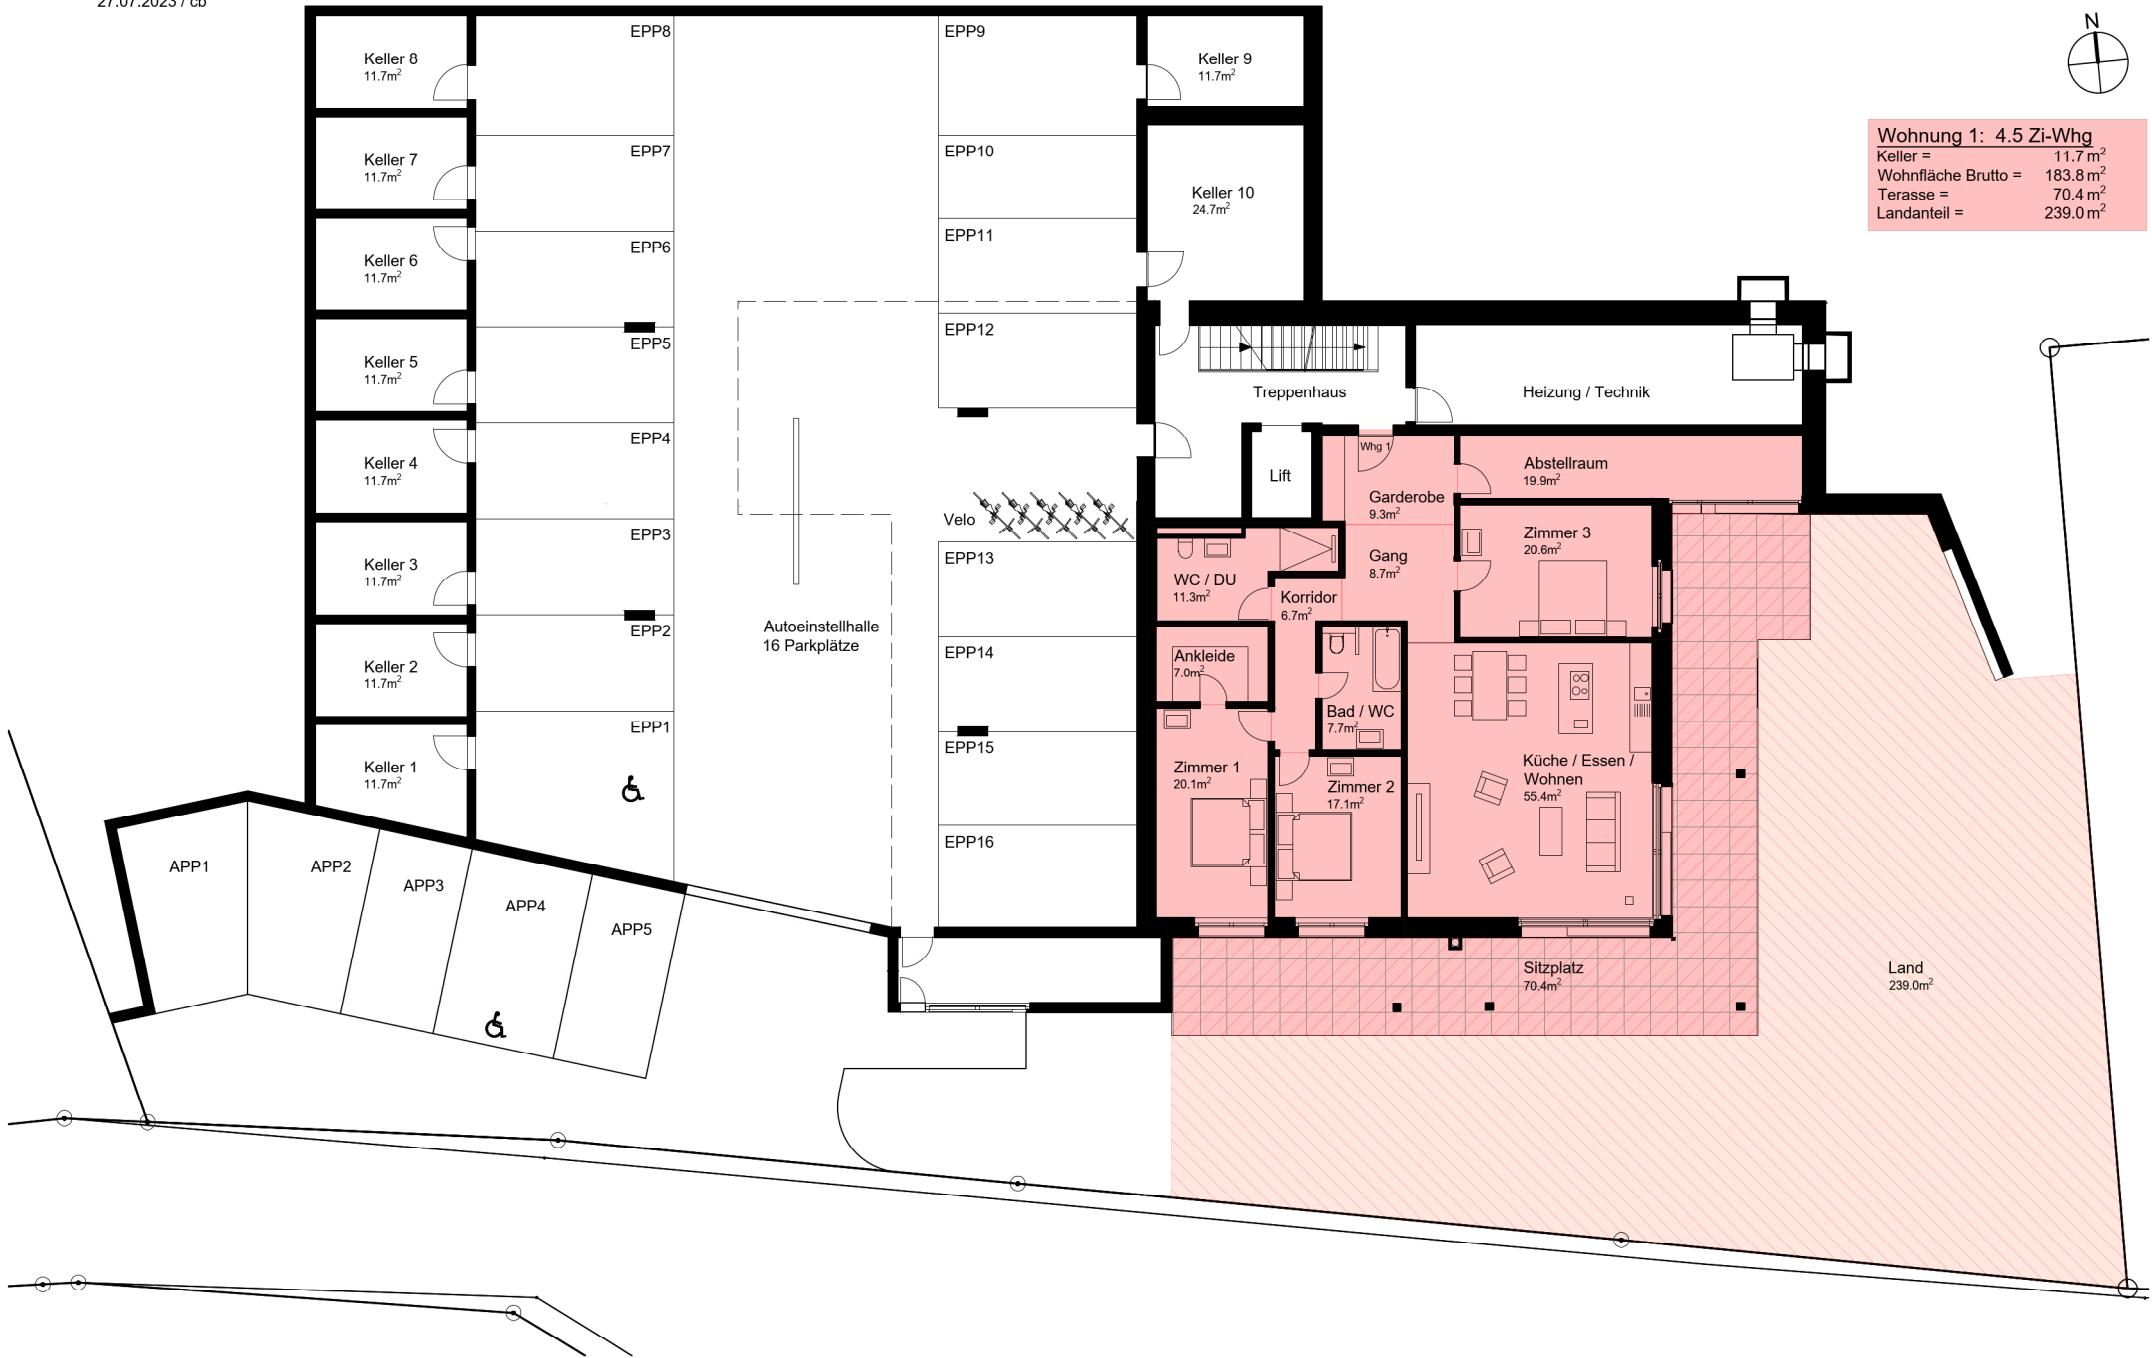 27.07.2023 / cb
N
Wohnung 1: 4.5 Zi-Whg
Keller = 11.7 m²
Wohnfläche Brutto = 183.8 m²
Terasse = 70.4 m²
Landanteil = 239.0 m²
Keller 8
11.7m²
Keller 7
11.7m²
Keller 6
11.7m²
Keller 5
11.7m²
Keller 4
11.7m²
Keller 3
11.7m²
Keller 2
11.7m²
Keller 1
11.7m²
EPP8
EPP7
EPP6
EPP5
EPP4
EPP3
EPP2
EPP1
Autoeinstellhalle
16 Parkplätze
EPP9
EPP10
EPP11
EPP12
Velo
EPP13
EPP14
EPP15
EPP16
Keller 9
11.7m²
Keller 10
24.7m²
Treppenhaus
Heizung / Technik
Lift
Whg 1
Garderobe
9.3m²
Abstellraum
19.9m²
Gang
8.7m²
Zimmer 3
20.6m²
WC / DU
11.3m²
Korridor
6.7m²
Ankleide
7.0m²
Bad / WC
7.7m²
Zimmer 1
20.1m²
Zimmer 2
17.1m²
Küche / Essen /
Wohnen
55.4m²
Sitzplatz
70.4m²
Land
239.0m²
APP1
APP2
APP3
APP4
APP5